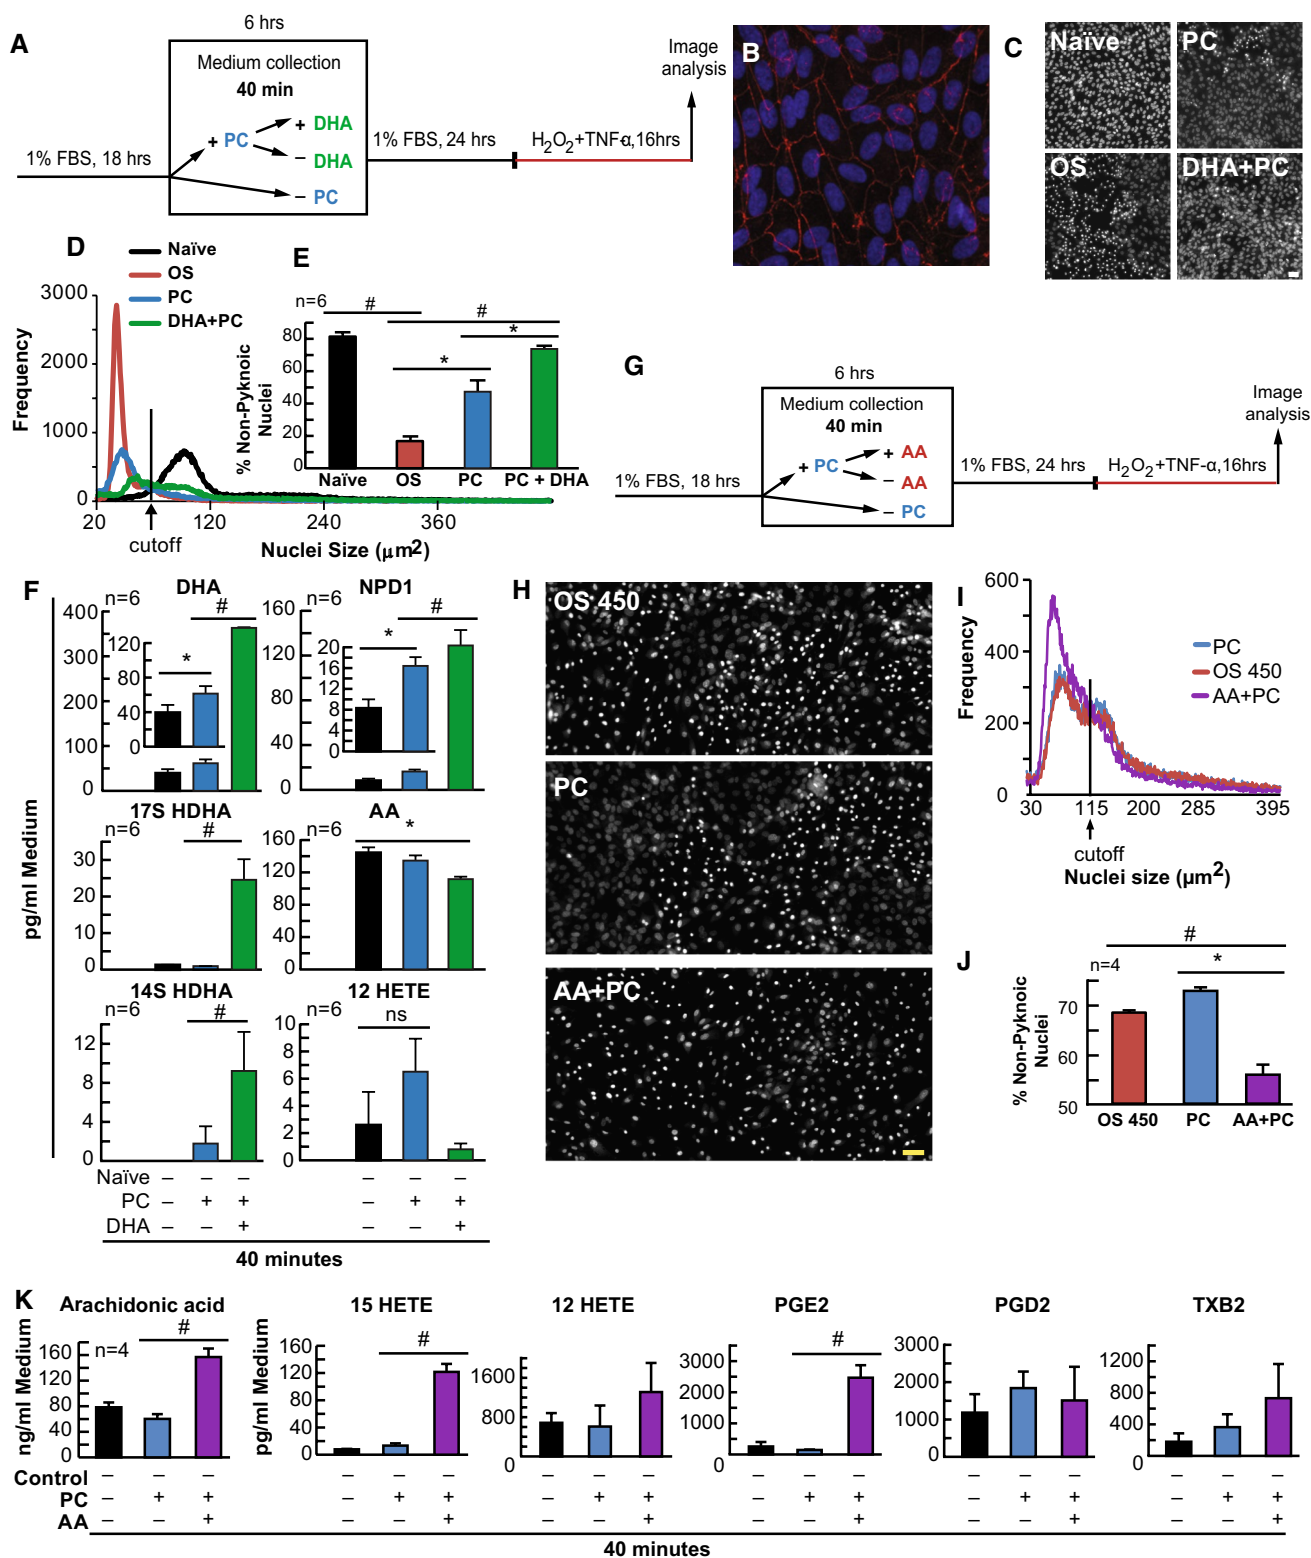 A
6 hrs
Medium collection
40 min
+ PC
+ DHA
– DHA
– PC
1% FBS, 18 hrs
1% FBS, 24 hrs
H2O2+TNFα,16hrs
Image
analysis
B
C
Naïve
PC
OS
DHA+PC
D
Naïve
OS
PC
DHA+PC
Frequency
3000
2000
1000
0
20
120
240
360
cutoff
Nuclei Size (µm2)
E
n=6
#
#
*
*
% Non-Pyknoic
Nuclei
80
60
40
20
0
Naïve
OS
PC
PC + DHA
G
6 hrs
Medium collection
40 min
+ PC
+ AA
– AA
– PC
1% FBS, 18 hrs
1% FBS, 24 hrs
H2O2+TNF-α,16hrs
Image
analysis
F
pg/ml Medium
DHA
n=6
#
400
300
200
100
0
120
80
40
0
*
NPD1
n=6
#
160
120
80
40
0
20
18
16
14
12
10
8
6
4
2
0
*
17S HDHA
n=6
#
30
20
10
0
AA
n=6
*
160
120
80
40
0
14S HDHA
n=6
#
12
8
4
0
12 HETE
n=6
ns
10
8
6
4
2
0
Naïve – – – – – –
PC – + + – + +
DHA – + – +
40 minutes
H
OS 450
PC
AA+PC
I
Frequency
600
400
200
0
30
115
200
285
395
PC
OS 450
AA+PC
cutoff
Nuclei size (µm2)
J
n=4
#
*
% Non-Pyknoic
Nuclei
70
60
50
OS 450
PC
AA+PC
K
Arachidonic acid
ng/ml Medium
n=4
#
160
120
80
40
0
15 HETE
pg/ml Medium
#
160
120
80
40
0
12 HETE
1600
800
0
PGE2
#
3000
2000
1000
0
PGD2
3000
2000
1000
0
TXB2
1200
800
400
0
Control – – – – – – – – – – – – – – – – – –
PC – + + – + + – + + – + + – + + – + +
AA – + – + – + – + – + – +
40 minutes